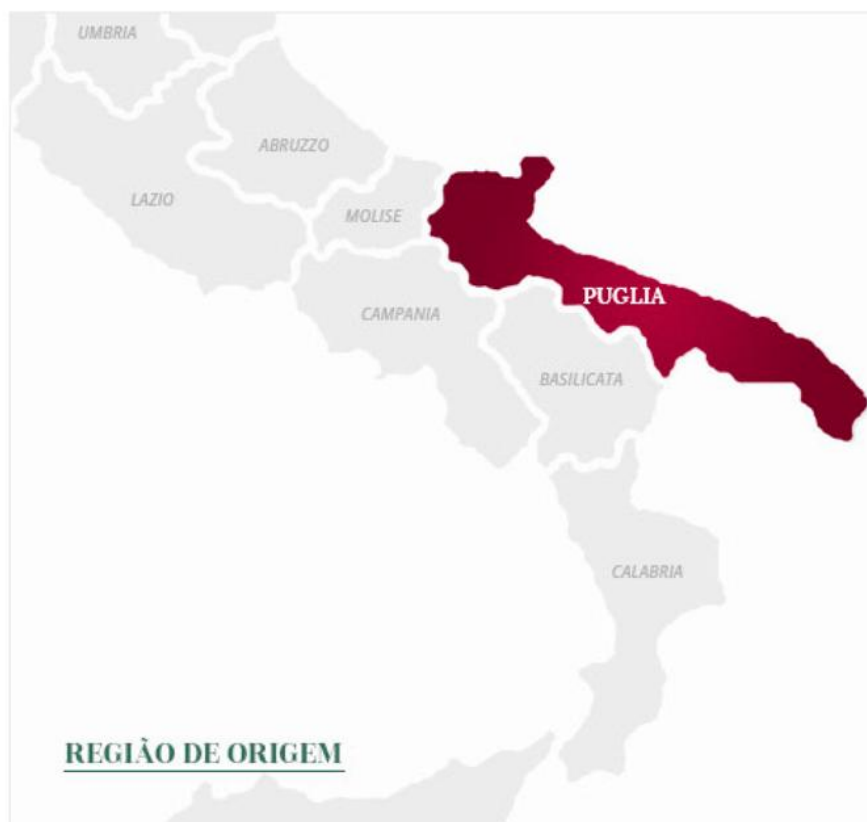 UMBRIA
ABRUZZO
LAZIO
MOLISE
PUGLIA
CAMPANIA
BASILICATA
CALABRIA
REGIÃO DE ORIGEM